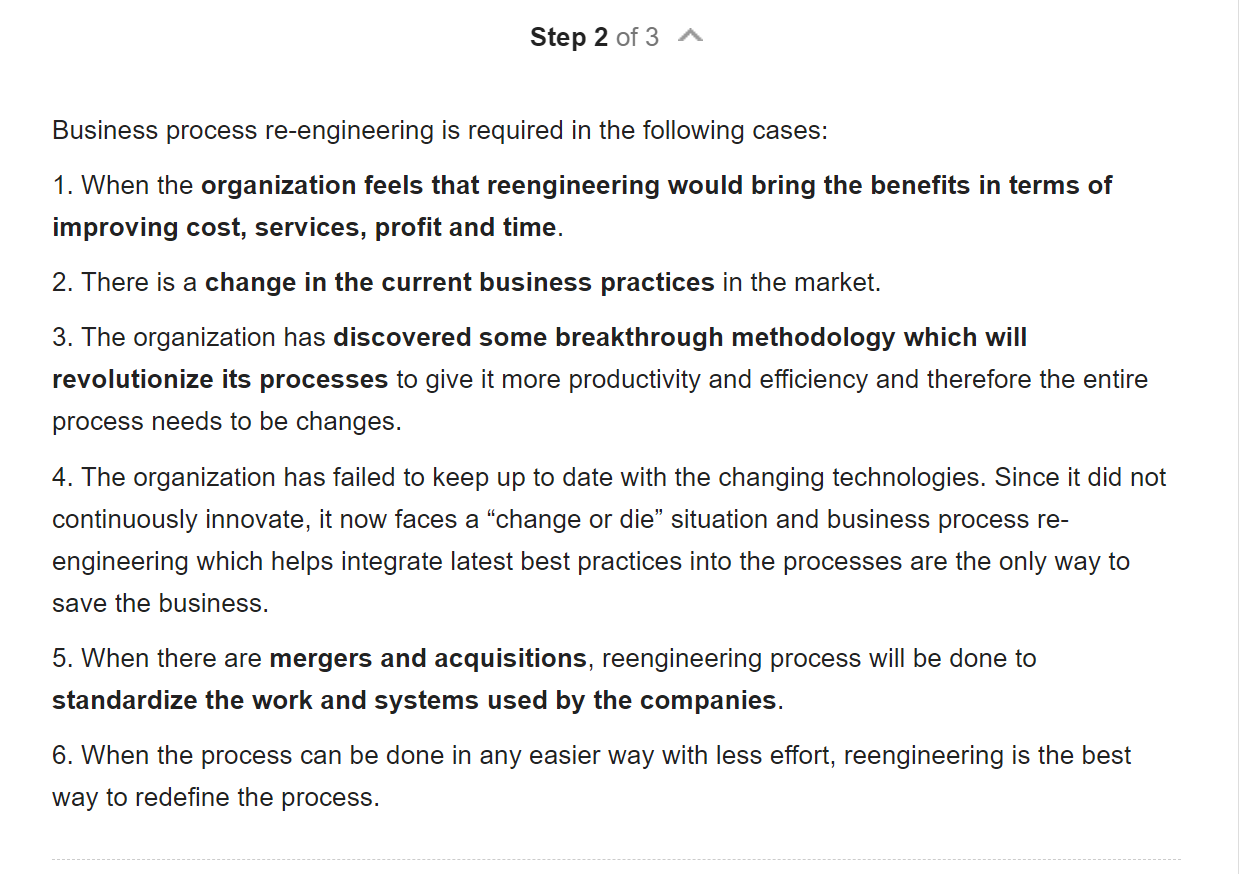 Step 2 of 3
Business process re-engineering is required in the following cases:
1. When the organization feels that reengineering would bring the benefits in terms of
improving cost, services, profit and time.
2. There is a change in the current business practices in the market.
3. The organization has discovered some breakthrough methodology which will
revolutionize its processes to give it more productivity and efficiency and therefore the entire
process needs to be changes.
4. The organization has failed to keep up to date with the changing technologies. Since it did not
continuously innovate, it now faces a “change or die” situation and business process re-
engineering which helps integrate latest best practices into the processes are the only way to
save the business.
5. When there are mergers and acquisitions, reengineering process will be done to
standardize the work and systems used by the companies.
6. When the process can be done in any easier way with less effort, reengineering is the best
way to redefine the process.